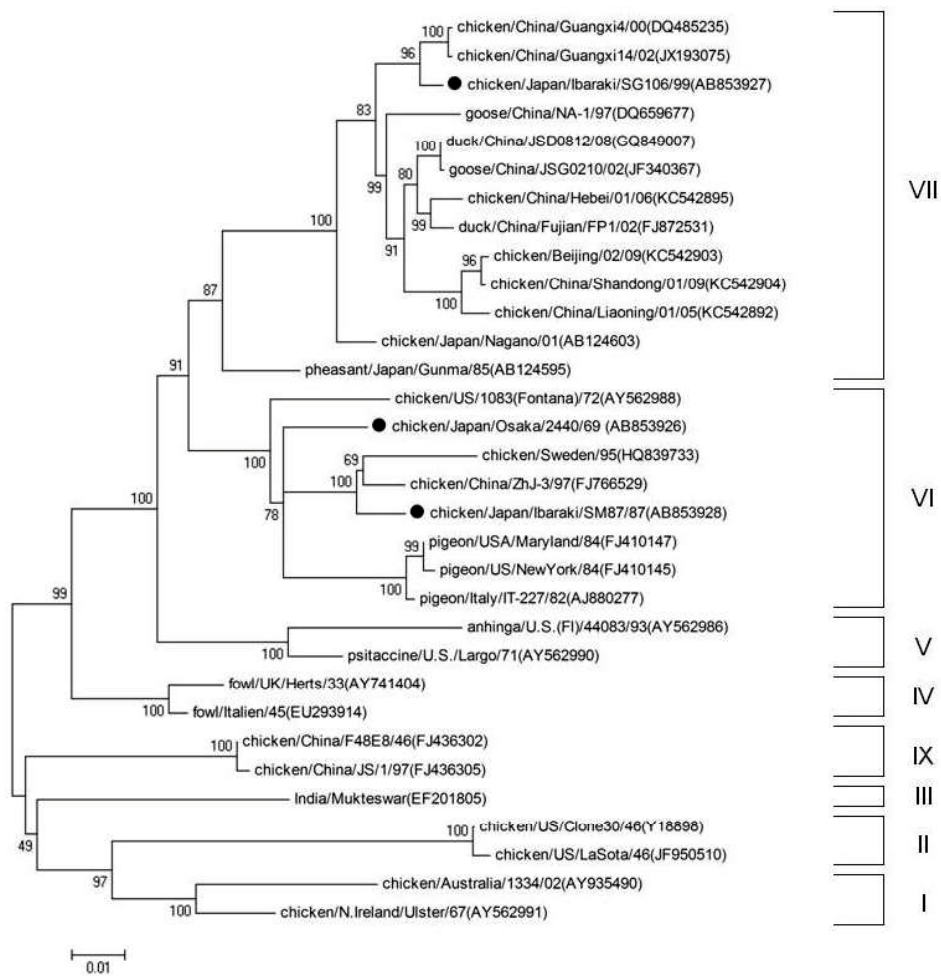 100
chicken/China/Guangxi4/00(DQ485235)
96
chicken/China/Guangxi14/02(JX193075)
chicken/Japan/Ibaraki/SG106/99(AB853927)
83
goose/China/NA-1/97(DQ659677)
duck/China/JSD0812/08(GQ849007)
100
goose/China/JSG0210/02(JF340367)
80
99
chicken/China/Hebei/01/06(KC542895)
VII
100
99
duck/China/Fujian/FP1/02(FJ872531)
91
96
chicken/Beijing/02/09(KC542903)
chicken/China/Shandong/01/09(KC542904)
87
100
chicken/China/Liaoning/01/05(KC542892)
chicken/Japan/Nagano/01(AB124603)
91
pheasant/Japan/Gunma/85(AB124595)
chicken/US/1083(Fontana)/72(AY562988)
chicken/Japan/Osaka/2440/69 (AB853926)
100
69
chicken/Sweden/95(HQ839733)
100
100
chicken/China/ZhJ-3/97(FJ766529)
VI
78
chicken/Japan/Ibaraki/SM87/87(AB853928)
99
pigeon/USA/Maryland/84(FJ410147)
pigeon/US/NewYork/84(FJ410145)
99
100
pigeon/Italy/IT-227/82(AJ880277)
anhinga/U.S.(Fl)/44083/93(AY562986)
V
100
psitaccine/U.S./Largo/71(AY562990)
fowl/UK/Herts/33(AY741404)
IV
100
fowl/Italien/45(EU293914)
100
chicken/China/F48E8/46(FJ436302)
IX
chicken/China/JS/1/97(FJ436305)
India/Mukteswar(EF201805)
III
100
chicken/US/Clone30/46(Y18898)
49
II
chicken/US/LaSota/46(JF950510)
97
chicken/Australia/1334/02(AY935490)
I
100
chicken/N.Ireland/Ulster/67(AY562991)
0.01